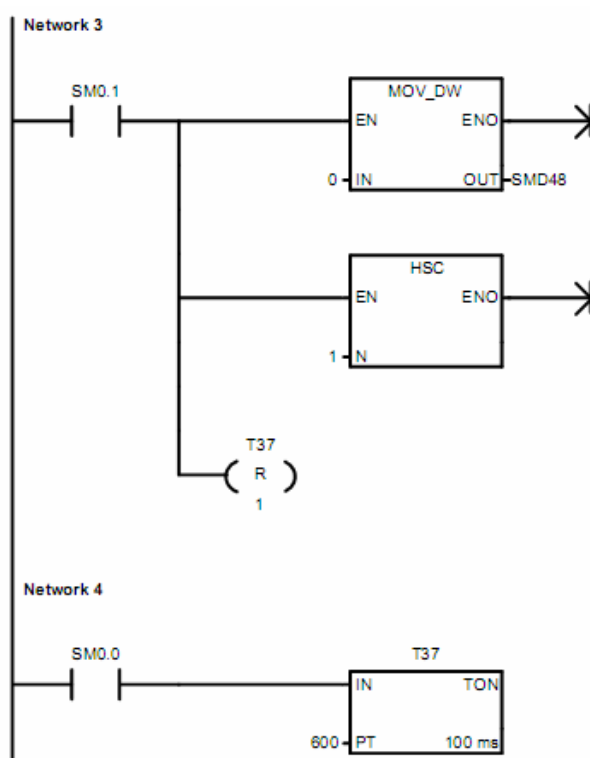 Network 3
SM0.1
MOV_DW
EN ENO
0 IN OUT SMD48
HSC
EN ENO
1 N
T37
R
1
Network 4
SM0.0
T37
IN TON
600 PT 100 ms